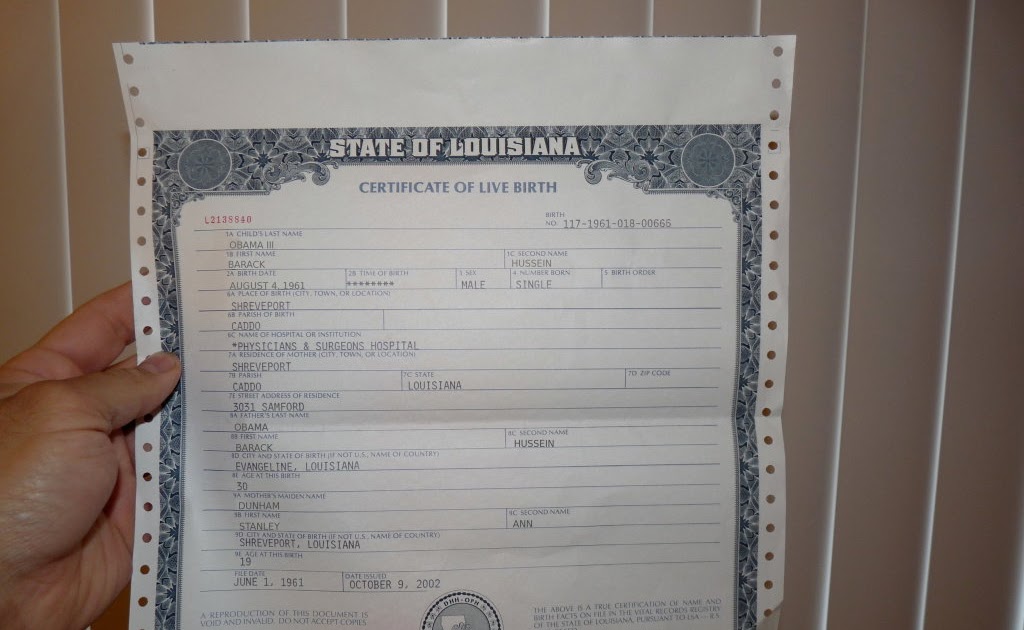 STATE OF LOUISIANA
CERTIFICATE OF LIVE BIRTH
L2138840
BIRTH
NO. 117-1961-018-00666
1A CHILD'S LAST NAME
OBAMA III
1B FIRST NAME 1C SECOND NAME
BARACK HUSSEIN
2A BIRTH DATE 2B TIME OF BIRTH 3 SEX 4 NUMBER BORN 5 BIRTH ORDER
AUGUST 4, 1961 ******** MALE SINGLE
6A PLACE OF BIRTH (CITY, TOWN, OR LOCATION)
SHREVEPORT
6B PARISH OF BIRTH
CADDO
6C NAME OF HOSPITAL OR INSTITUTION
*PHYSICIANS & SURGEONS HOSPITAL
7A RESIDENCE OF MOTHER (CITY, TOWN, OR LOCATION)
SHREVEPORT
7B PARISH 7C STATE 7D ZIP CODE
CADDO LOUISIANA
7E STREET ADDRESS OF RESIDENCE
3031 SAMFORD
8A FATHER'S LAST NAME
OBAMA
8B FIRST NAME 8C SECOND NAME
BARACK HUSSEIN
8D CITY AND STATE OF BIRTH (IF NOT U.S., NAME OF COUNTRY)
EVANGELINE, LOUISIANA
8E AGE AT THIS BIRTH
30
9A MOTHER'S MAIDEN NAME
DUNHAM
9B FIRST NAME 9C SECOND NAME
STANLEY ANN
9D CITY AND STATE OF BIRTH (IF NOT U.S., NAME OF COUNTRY)
SHREVEPORT, LOUISIANA
9E AGE AT THIS BIRTH
19
FILE DATE DATE ISSUED
JUNE 1, 1961 OCTOBER 9, 2002
A REPRODUCTION OF THIS DOCUMENT IS
VOID AND INVALID. DO NOT ACCEPT COPIES
DHH-OPH
THE ABOVE IS A TRUE CERTIFICATION OF NAME AND
BIRTH FACTS ON FILE IN THE VITAL RECORDS REGISTRY
OF THE STATE OF LOUISIANA, PURSUANT TO LSA—R.S.